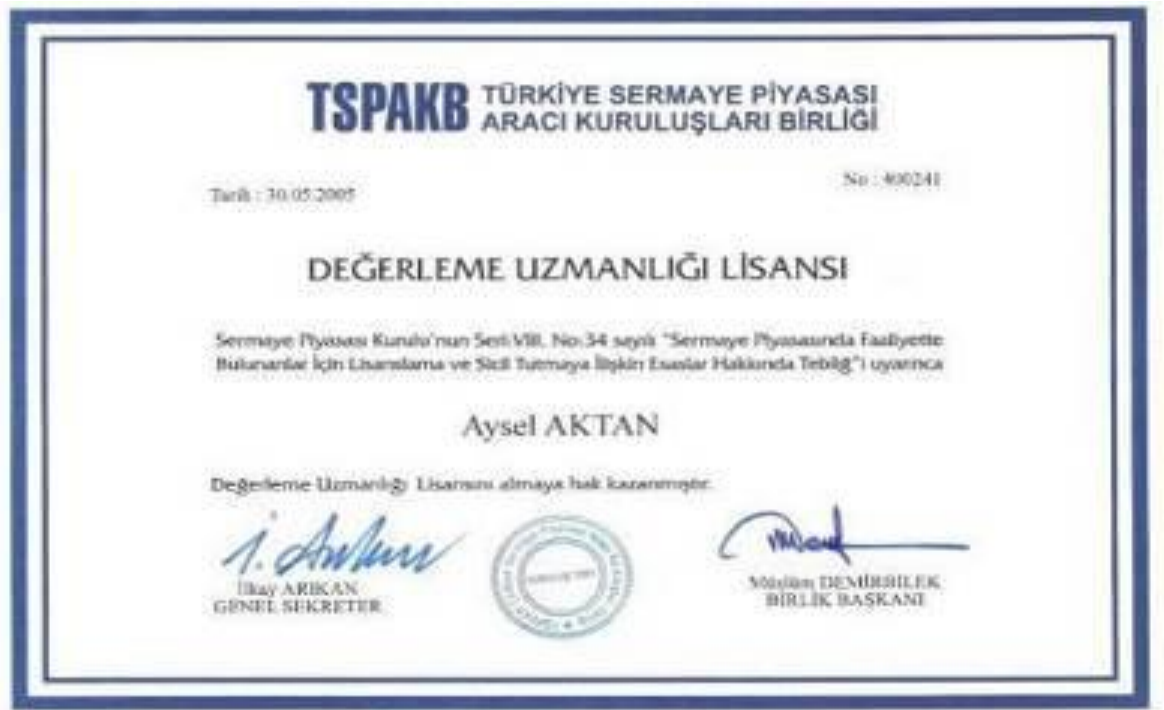 TSPAKB TÜRKİYE SERMAYE PİYASASI
ARACI KURULUŞLARI BİRLİĞİ
Tarih : 30.05.2005
No : 400241
DEĞERLEME UZMANLIĞI LİSANSI
Sermaye Piyasası Kurulu'nun Seri:VIII, No:34 sayılı "Sermaye Piyasasında Faaliyette
Bulunanlar İçin Lisanslama ve Sicil Tutmaya İlişkin Esaslar Hakkında Tebliğ"i uyarınca
Aysel AKTAN
Değerleme Uzmanlığı Lisansını almaya hak kazanmıştır.
İlkay ARIKAN
GENEL SEKRETER
Müslüm DEMİRBİLEK
BİRLİK BAŞKANI